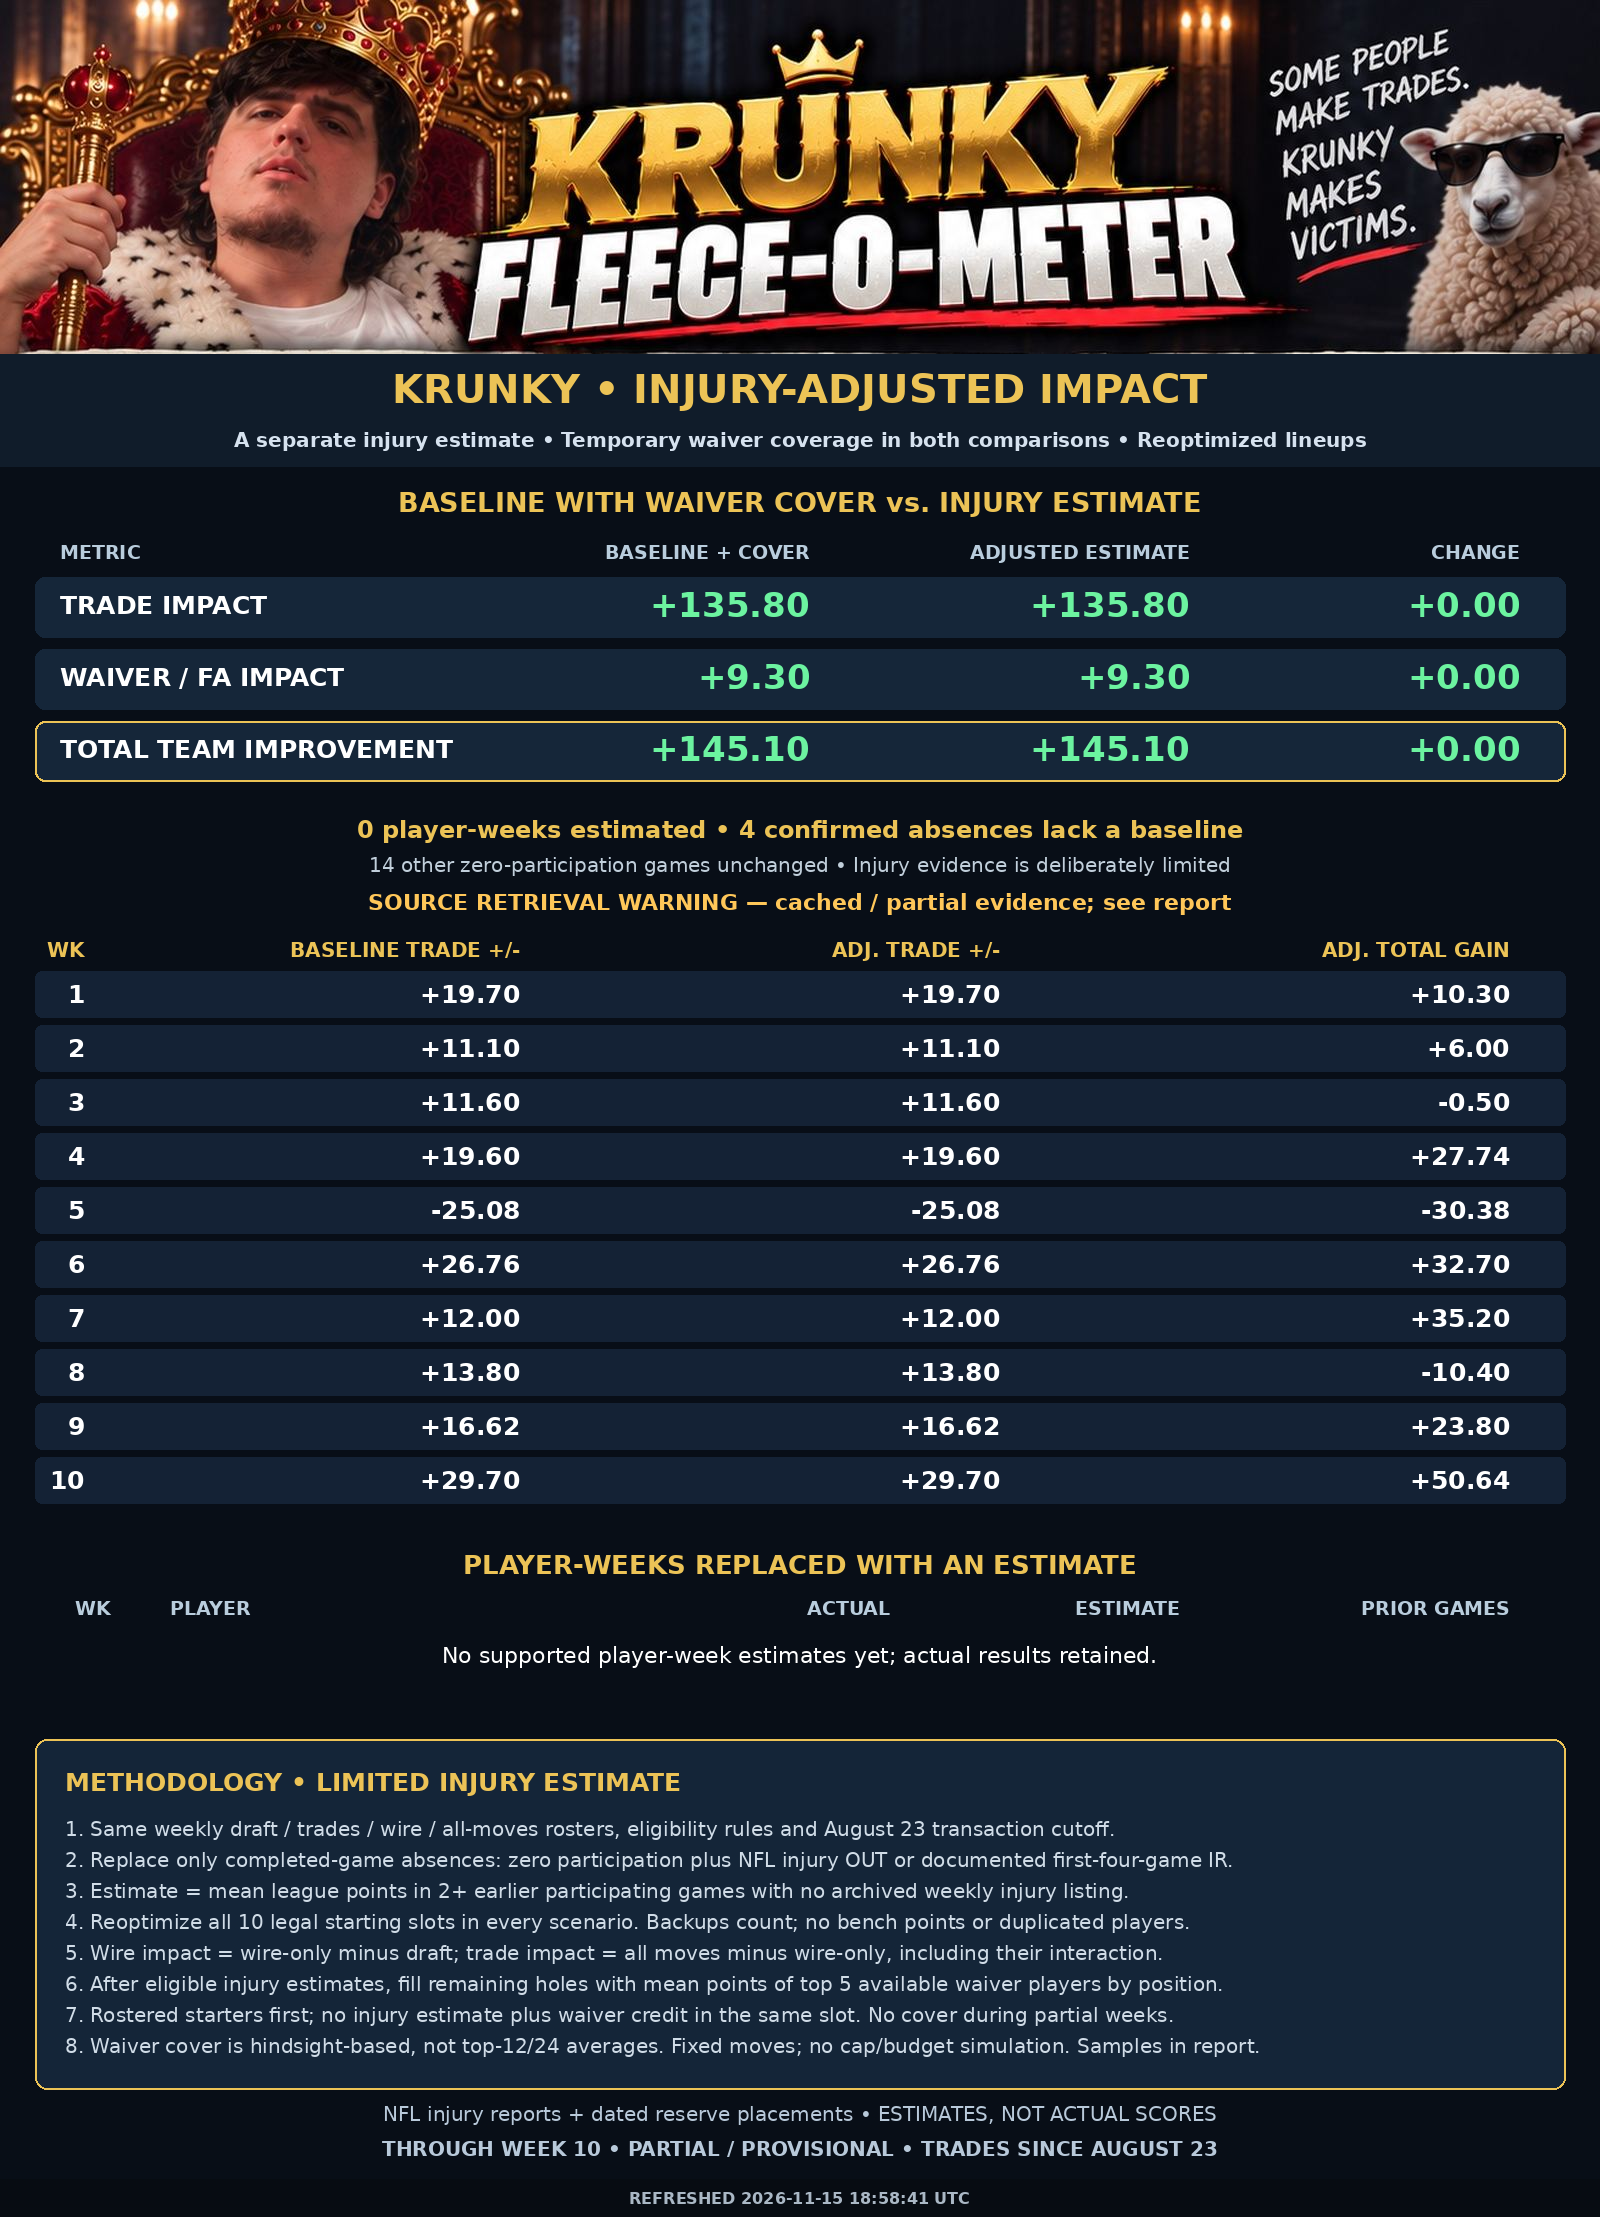 KRUNKY
FLEECE-O-METER
SOME PEOPLE
MAKE TRADES.
KRUNKY
MAKES
VICTIMS.
KRUNKY • INJURY-ADJUSTED IMPACT
A separate injury estimate • Temporary waiver coverage in both comparisons • Reoptimized lineups
BASELINE WITH WAIVER COVER vs. INJURY ESTIMATE
METRIC BASELINE + COVER ADJUSTED ESTIMATE CHANGE
TRADE IMPACT +135.80 +135.80 +0.00
WAIVER / FA IMPACT +9.30 +9.30 +0.00
TOTAL TEAM IMPROVEMENT +145.10 +145.10 +0.00
0 player-weeks estimated • 4 confirmed absences lack a baseline
14 other zero-participation games unchanged • Injury evidence is deliberately limited
SOURCE RETRIEVAL WARNING — cached / partial evidence; see report
WK BASELINE TRADE +/- ADJ. TRADE +/- ADJ. TOTAL GAIN
1 +19.70 +19.70 +10.30
2 +11.10 +11.10 +6.00
3 +11.60 +11.60 -0.50
4 +19.60 +19.60 +27.74
5 -25.08 -25.08 -30.38
6 +26.76 +26.76 +32.70
7 +12.00 +12.00 +35.20
8 +13.80 +13.80 -10.40
9 +16.62 +16.62 +23.80
10 +29.70 +29.70 +50.64
PLAYER-WEEKS REPLACED WITH AN ESTIMATE
WK PLAYER ACTUAL ESTIMATE PRIOR GAMES
No supported player-week estimates yet; actual results retained.
METHODOLOGY • LIMITED INJURY ESTIMATE
1. Same weekly draft / trades / wire / all-moves rosters, eligibility rules and August 23 transaction cutoff.
2. Replace only completed-game absences: zero participation plus NFL injury OUT or documented first-four-game IR.
3. Estimate = mean league points in 2+ earlier participating games with no archived weekly injury listing.
4. Reoptimize all 10 legal starting slots in every scenario. Backups count; no bench points or duplicated players.
5. Wire impact = wire-only minus draft; trade impact = all moves minus wire-only, including their interaction.
6. After eligible injury estimates, fill remaining holes with mean points of top 5 available waiver players by position.
7. Rostered starters first; no injury estimate plus waiver credit in the same slot. No cover during partial weeks.
8. Waiver cover is hindsight-based, not top-12/24 averages. Fixed moves; no cap/budget simulation. Samples in report.
NFL injury reports + dated reserve placements • ESTIMATES, NOT ACTUAL SCORES
THROUGH WEEK 10 • PARTIAL / PROVISIONAL • TRADES SINCE AUGUST 23
REFRESHED 2026-11-15 18:58:41 UTC